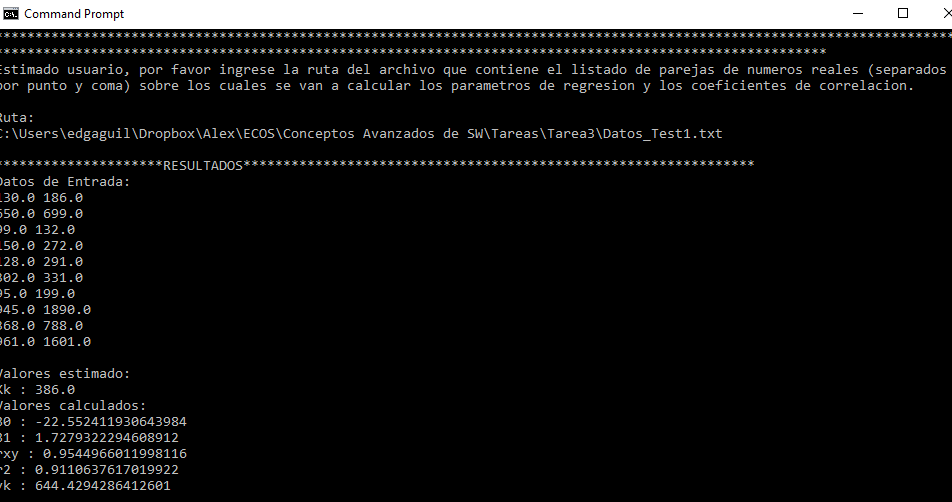 Command Prompt
************************************************************************************************************************
********************************************************************************************************
Estimado usuario, por favor ingrese la ruta del archivo que contiene el listado de parejas de numeros reales (separados
por punto y coma) sobre los cuales se van a calcular los parametros de regresion y los coeficientes de correlacion.
Ruta:
C:\Users\edgaguil\Dropbox\Alex\ECOS\Conceptos Avanzados de SW\Tareas\Tarea3\Datos_Test1.txt
*********************RESULTADOS****************************************************************
Datos de Entrada:
130.0 186.0
650.0 699.0
99.0 132.0
150.0 272.0
128.0 291.0
302.0 331.0
95.0 199.0
945.0 1890.0
368.0 788.0
961.0 1601.0
Valores estimado:
Xk : 386.0
Valores calculados:
B0 : -22.552411930643984
B1 : 1.7279322294608912
rxy : 0.9544966011998116
r2 : 0.9110637617019922
yk : 644.4294286412601